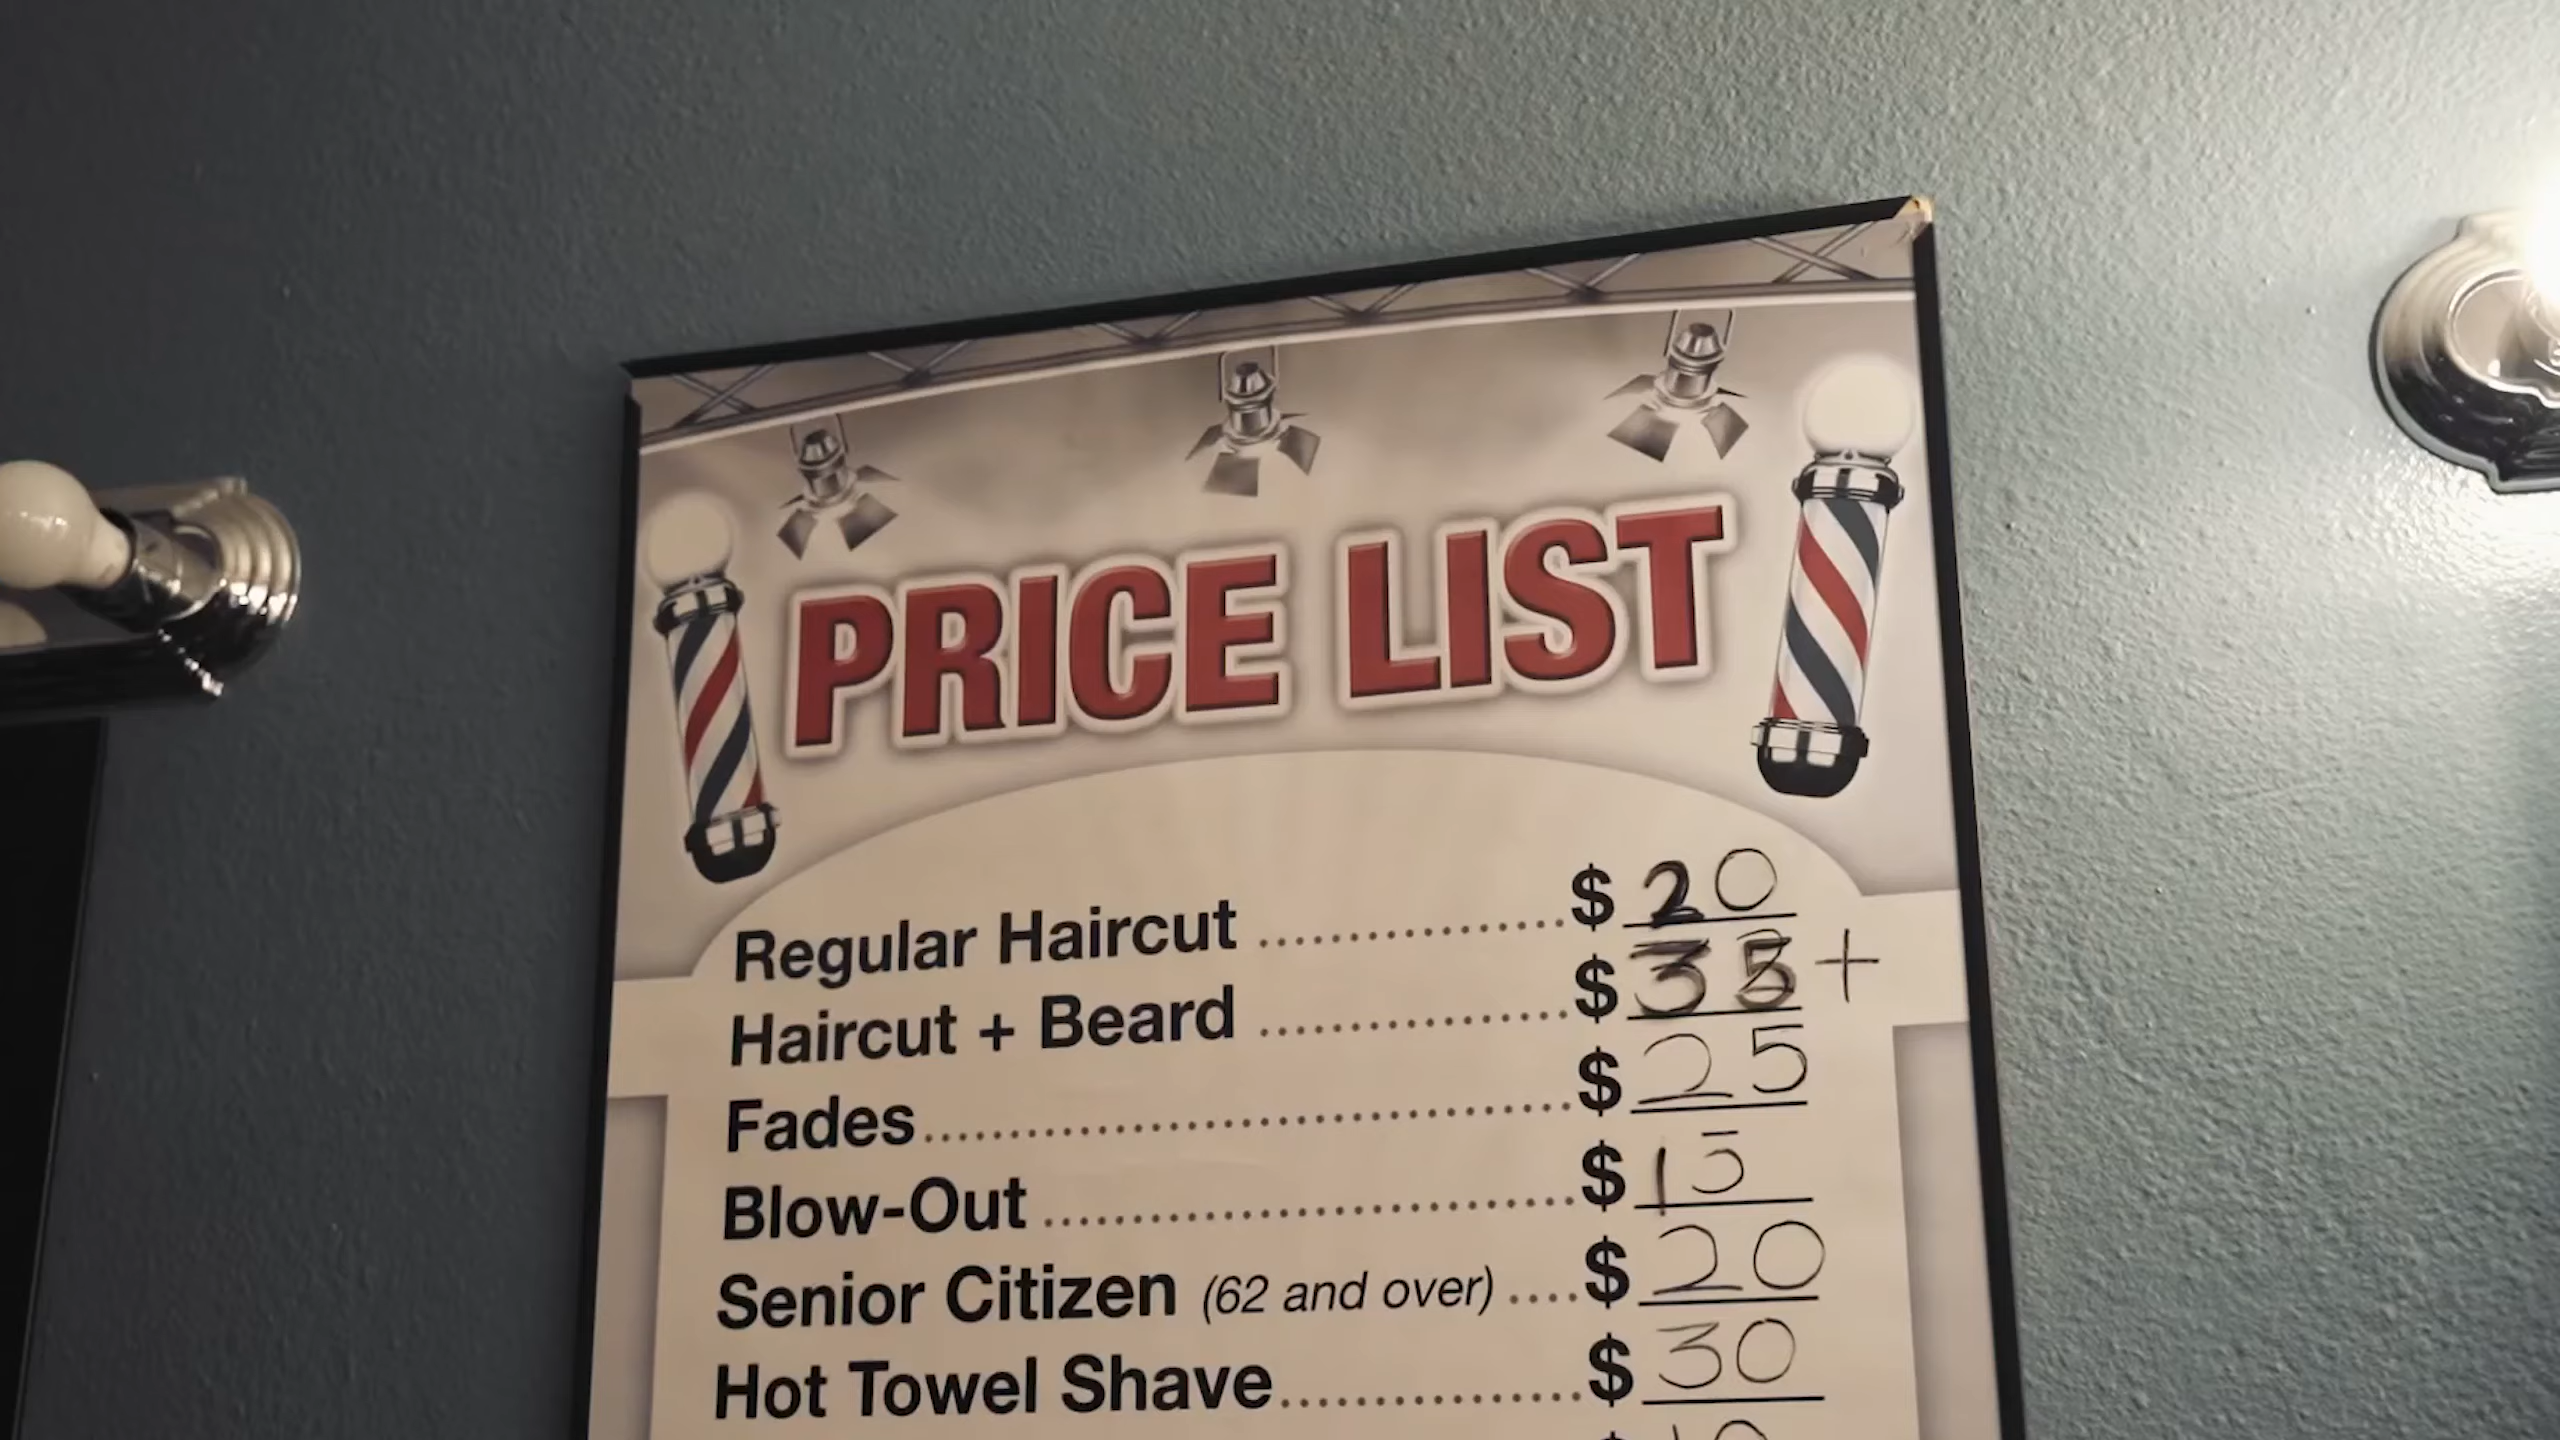 PRICE LIST
Regular Haircut ........................ $ 20
Haircut + Beard ........................ $ 35 +
Fades ........................ $ 25
Blow-Out ........................ $ 15
Senior Citizen (62 and over) .... $ 20
Hot Towel Shave ........................ $ 30